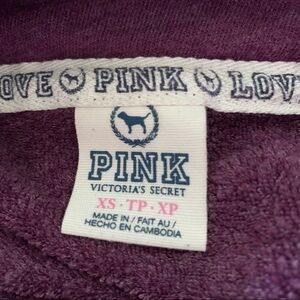 OVE PINK LOV
PINK
VICTORIA'S SECRET
XS · TP · XP
MADE IN / FAIT AU /
HECHO EN CAMBODIA